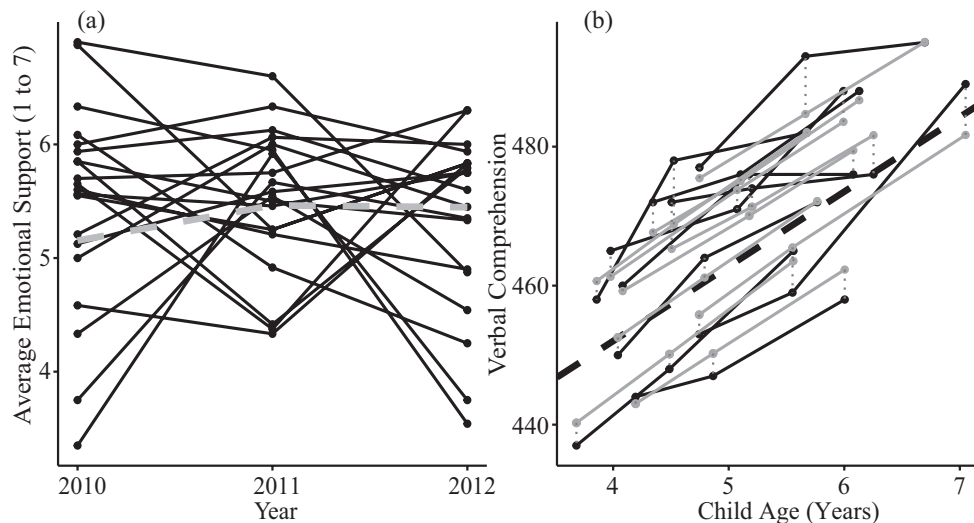 (a)
Average Emotional Support (1 to 7)
6
5
4
2010
2011
2012
Year
(b)
Verbal Comprehension
480
460
440
4
5
6
7
Child Age (Years)